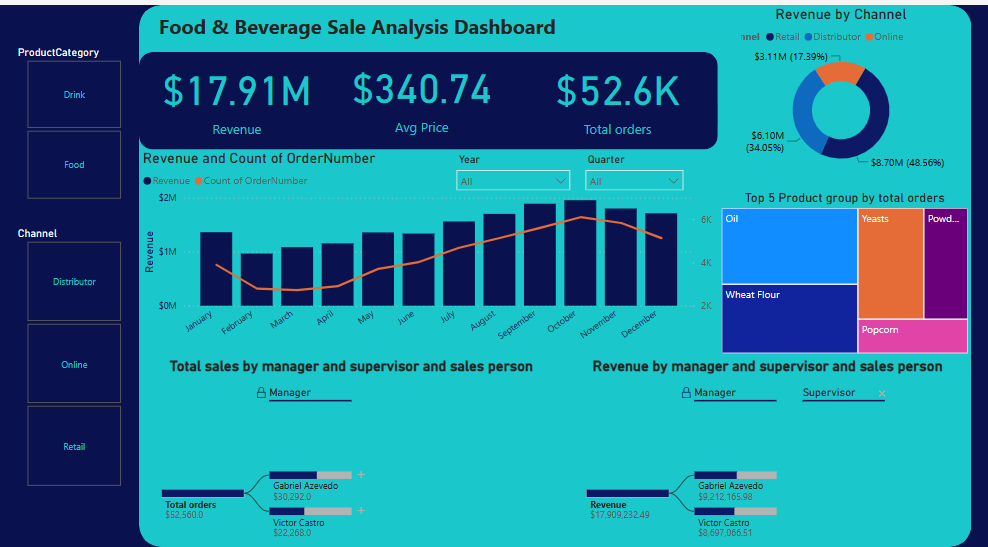 Food & Beverage Sale Analysis Dashboard
ProductCategory
Drink
Food
Channel
Distributor
Online
Retail
$17.91M
Revenue
$340.74
Avg Price
$52.6K
Total orders
Revenue by Channel
nnel Retail Distributor Online
$3.11M (17.39%)
$6.10M
(34.05%)
$8.70M (48.56%)
Revenue and Count of OrderNumber
Revenue Count of OrderNumber
Year
All
Quarter
All
Revenue
$2M
$1M
$0M
6K
4K
2K
January
February
March
April
May
June
July
August
September
October
November
December
Top 5 Product group by total orders
Oil
Wheat Flour
Yeasts
Powd...
Popcorn
Total sales by manager and supervisor and sales person
Manager
Total orders
$52,560.0
Gabriel Azevedo
$30,292.0
Victor Castro
$22,268.0
Revenue by manager and supervisor and sales person
Manager
Supervisor
Revenue
$17,909,232.49
Gabriel Azevedo
$9,212,165.98
Victor Castro
$8,697,066.51